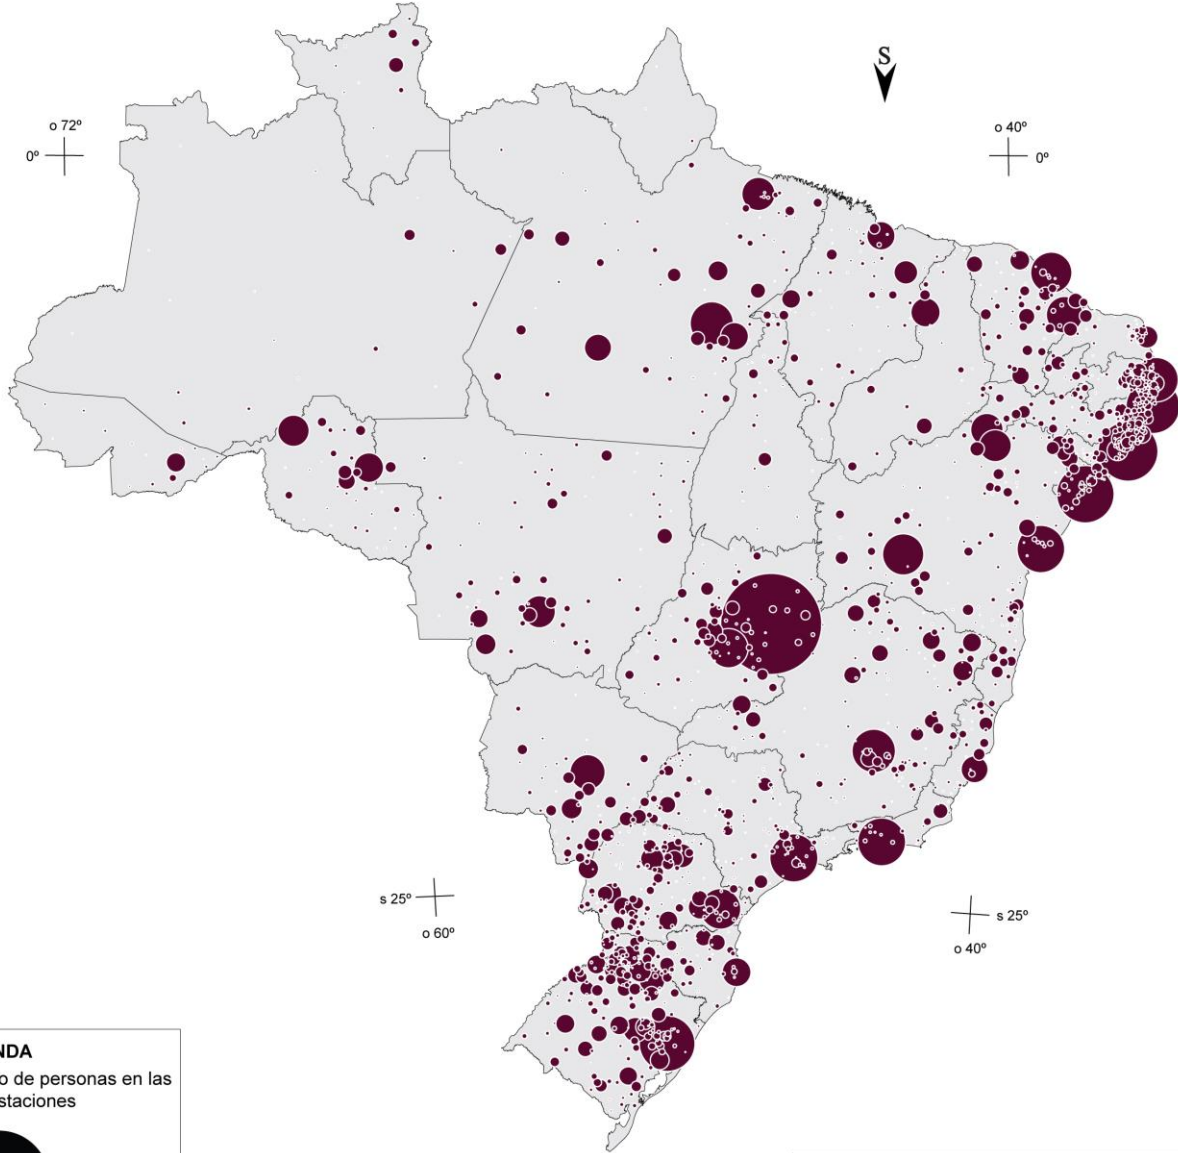 S
o 72º
0º
o 40º
0º
s 25º
o 60º
s 25º
o 40º
NDA
o de personas en las
staciones